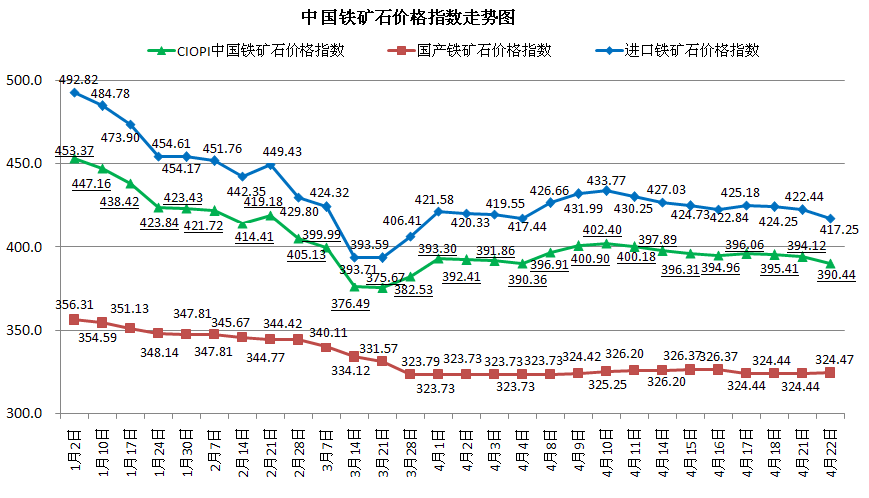 中国铁矿石价格指数走势图
CIOPI中国铁矿石价格指数 国产铁矿石价格指数 进口铁矿石价格指数
500.0
450.0
400.0
350.0
300.0
492.82 484.78 473.90 454.61 454.17 451.76 442.35 449.43 429.80 424.32 393.71 393.59 406.41 421.58 420.33 419.55 417.44 426.66 431.99 433.77 430.25 427.03 424.73 422.84 425.18 424.25 422.44 417.25
453.37 447.16 438.42 423.84 423.43 421.72 414.41 419.18 405.13 399.99 376.49 375.67 382.53 393.30 392.41 391.86 390.36 396.91 400.90 402.40 400.18 397.89 396.31 394.96 396.06 395.41 394.12 390.44
356.31 354.59 351.13 348.14 347.81 347.81 345.67 344.77 344.42 340.11 334.12 331.57 323.79 323.73 323.73 323.73 323.73 323.73 324.42 325.25 326.20 326.20 326.37 326.37 324.44 324.44 324.44 324.47
1月2日 1月10日 1月17日 1月24日 1月30日 2月7日 2月14日 2月21日 2月28日 3月7日 3月14日 3月21日 3月28日 4月1日 4月2日 4月3日 4月4日 4月8日 4月9日 4月10日 4月11日 4月14日 4月15日 4月16日 4月17日 4月18日 4月21日 4月22日